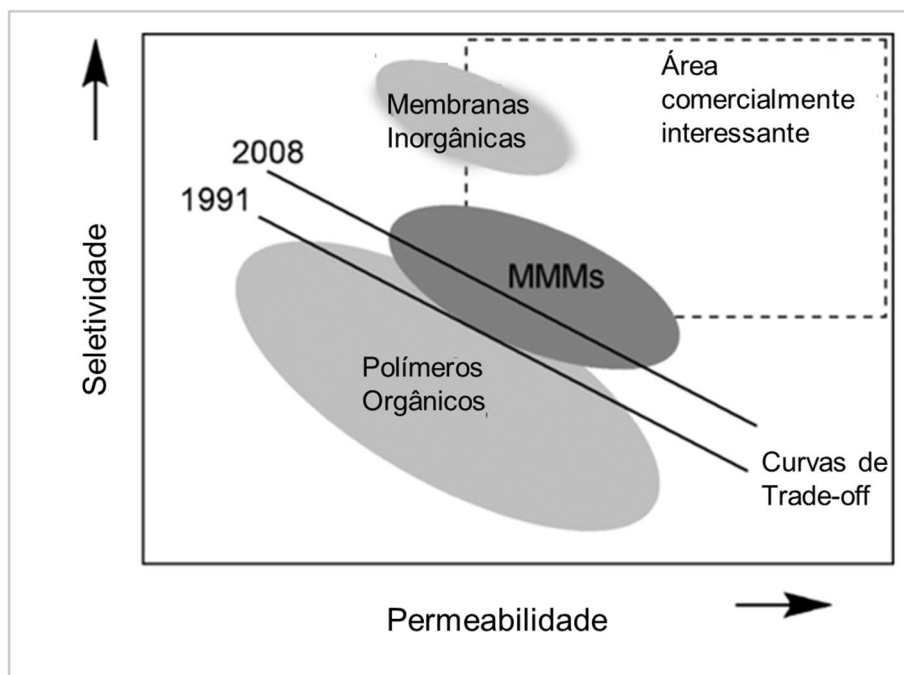 Área
comercialmente
interessante
Membranas
Inorgânicas
2008
1991
MMMs
Polímeros
Orgânicos
Curvas de
Trade-off
Seletividade
Permeabilidade